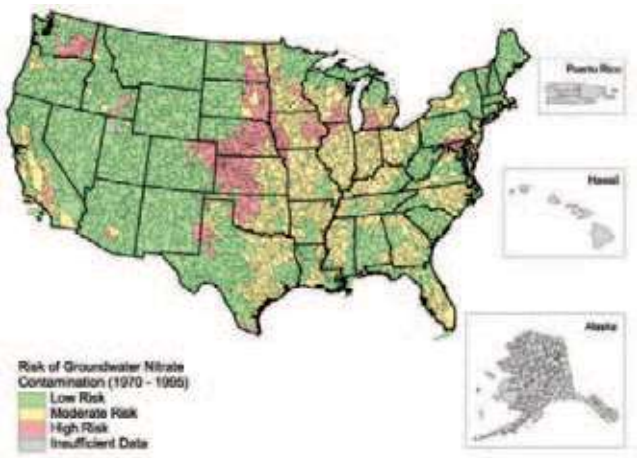 Puerto Rico
Hawaii
Alaska
Risk of Groundwater Nitrate
Contamination (1970 - 1995)
Low Risk
Moderate Risk
High Risk
Insufficient Data